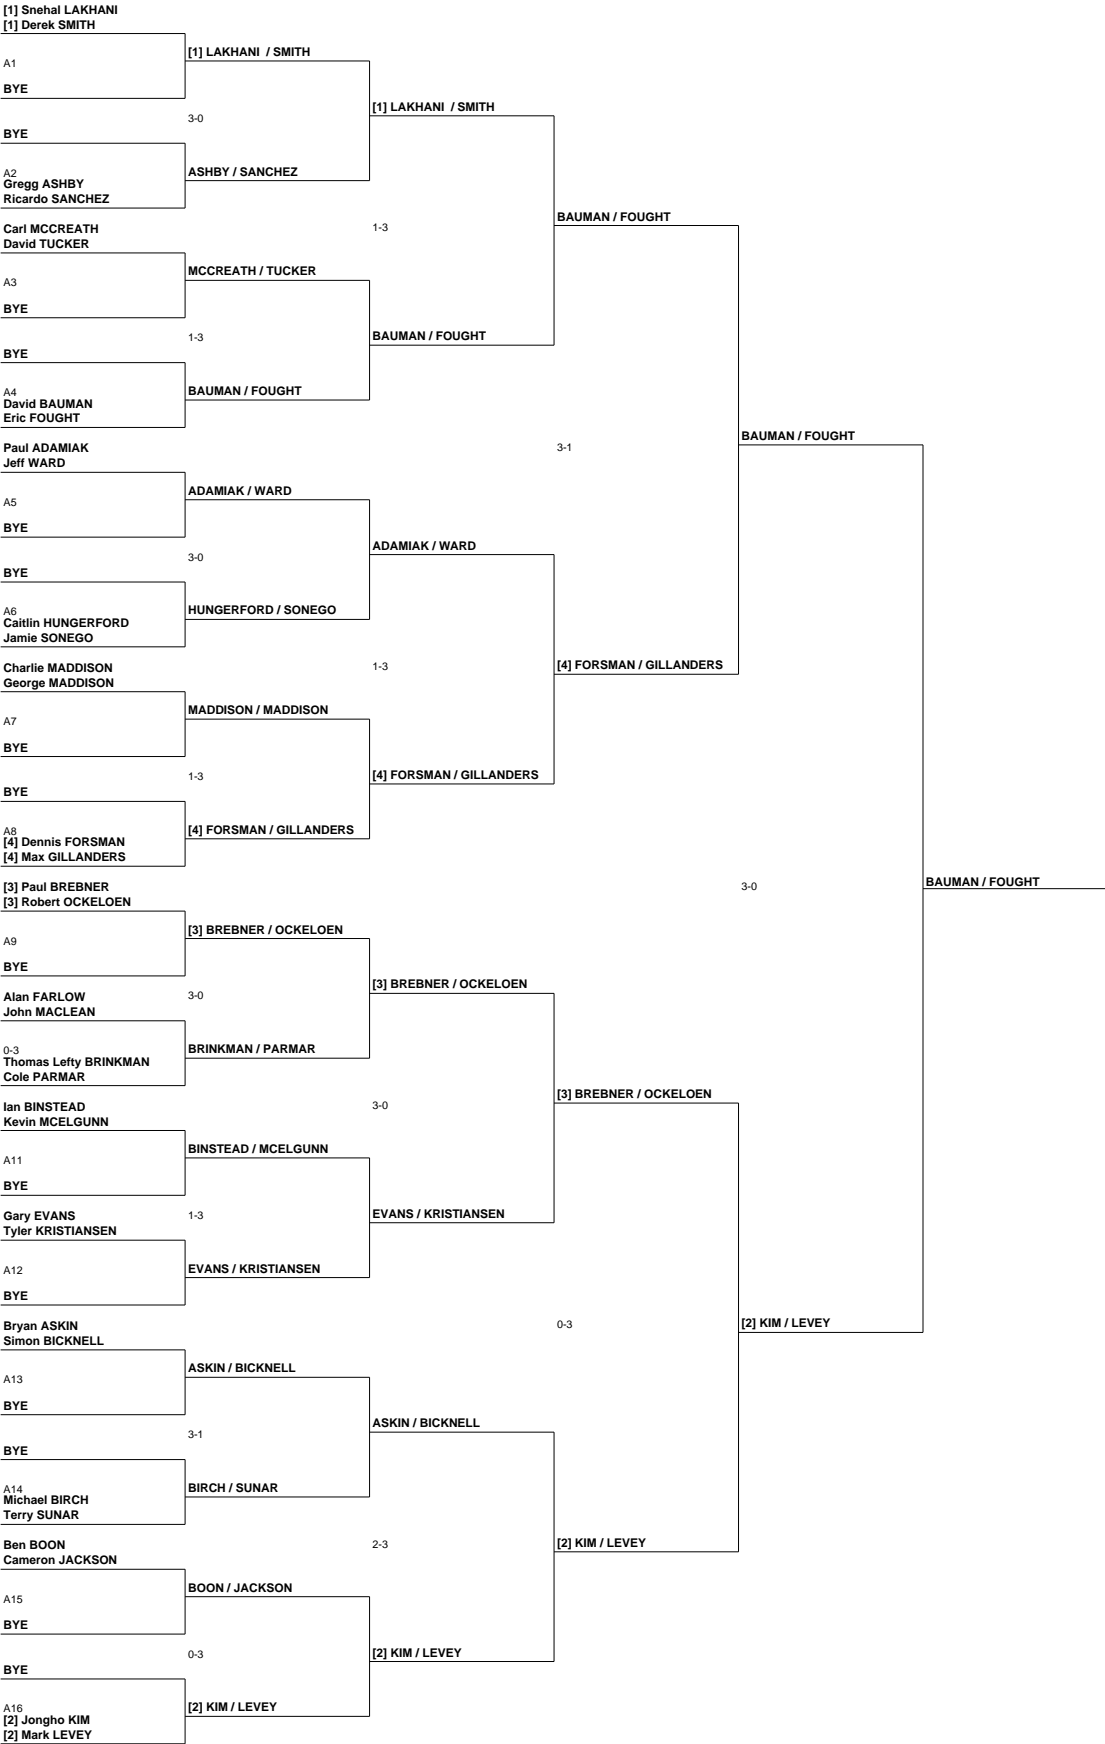 [1] Snehal LAKHANI
[1] Derek SMITH
[1] LAKHANI / SMITH
A1
BYE
[1] LAKHANI / SMITH
3-0
BYE
A2
ASHBY / SANCHEZ
Gregg ASHBY
Ricardo SANCHEZ
BAUMAN / FOUGHT
Carl MCCREATH
1-3
David TUCKER
MCCREATH / TUCKER
A3
BYE
1-3
BAUMAN / FOUGHT
BYE
A4
BAUMAN / FOUGHT
David BAUMAN
Eric FOUGHT
BAUMAN / FOUGHT
Paul ADAMIAK
3-1
Jeff WARD
ADAMIAK / WARD
A5
BYE
ADAMIAK / WARD
3-0
BYE
A6
HUNGERFORD / SONEGO
Caitlin HUNGERFORD
Jamie SONEGO
Charlie MADDISON
1-3
[4] FORSMAN / GILLANDERS
George MADDISON
MADDISON / MADDISON
A7
BYE
1-3
[4] FORSMAN / GILLANDERS
BYE
A8
[4] FORSMAN / GILLANDERS
[4] Dennis FORSMAN
[4] Max GILLANDERS
BAUMAN / FOUGHT
[3] Paul BREBNER
3-0
[3] Robert OCKELOEN
[3] BREBNER / OCKELOEN
A9
BYE
[3] BREBNER / OCKELOEN
Alan FARLOW
3-0
John MACLEAN
0-3
BRINKMAN / PARMAR
Thomas Lefty BRINKMAN
Cole PARMAR
[3] BREBNER / OCKELOEN
Ian BINSTEAD
3-0
Kevin MCELGUNN
BINSTEAD / MCELGUNN
A11
BYE
Gary EVANS
1-3
EVANS / KRISTIANSEN
Tyler KRISTIANSEN
A12
EVANS / KRISTIANSEN
BYE
Bryan ASKIN
0-3
[2] KIM / LEVEY
Simon BICKNELL
ASKIN / BICKNELL
A13
BYE
ASKIN / BICKNELL
3-1
BYE
A14
BIRCH / SUNAR
Michael BIRCH
Terry SUNAR
Ben BOON
2-3
[2] KIM / LEVEY
Cameron JACKSON
BOON / JACKSON
A15
BYE
0-3
[2] KIM / LEVEY
BYE
A16
[2] KIM / LEVEY
[2] Jongho KIM
[2] Mark LEVEY